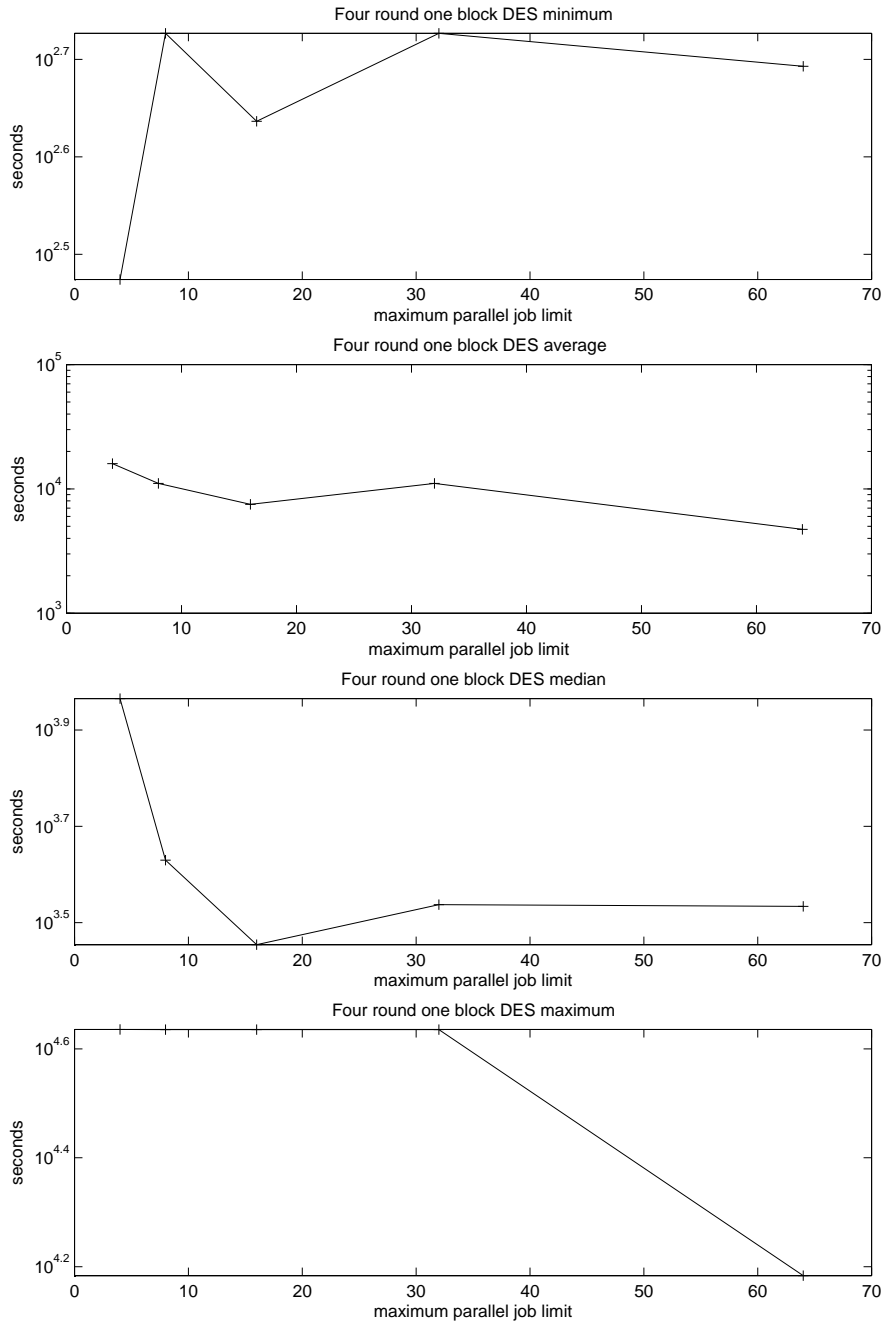 Four round one block DES minimum
10^2.7
10^2.6
10^2.5
seconds
0 10 20 30 40 50 60 70
maximum parallel job limit
Four round one block DES average
10^5
10^4
10^3
seconds
0 10 20 30 40 50 60 70
maximum parallel job limit
Four round one block DES median
10^3.9
10^3.7
10^3.5
seconds
0 10 20 30 40 50 60 70
maximum parallel job limit
Four round one block DES maximum
10^4.6
10^4.4
10^4.2
seconds
0 10 20 30 40 50 60 70
maximum parallel job limit